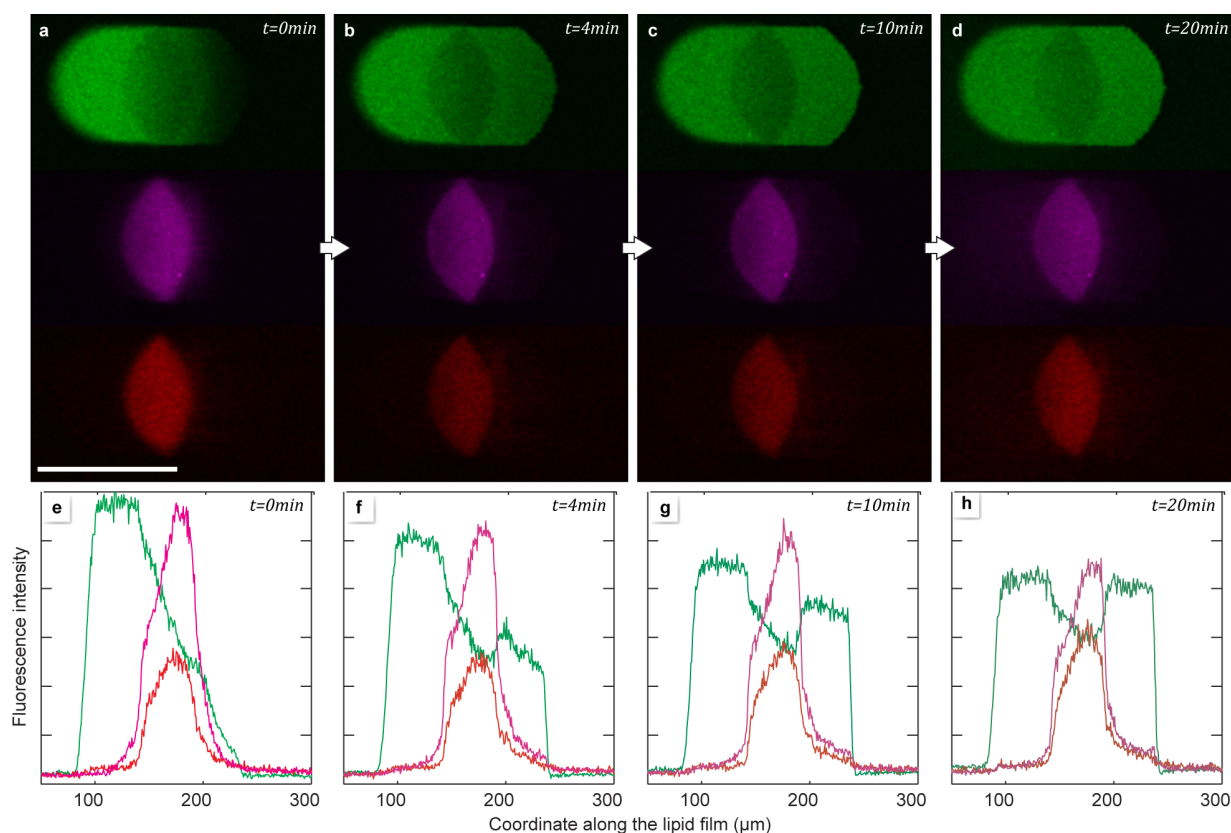 a t=0min b t=4min c t=10min d t=20min
e t=0min f t=4min g t=10min h t=20min
Fluorescence intensity
100 200 300 100 200 300 100 200 300 100 200 300
Coordinate along the lipid film (μm)